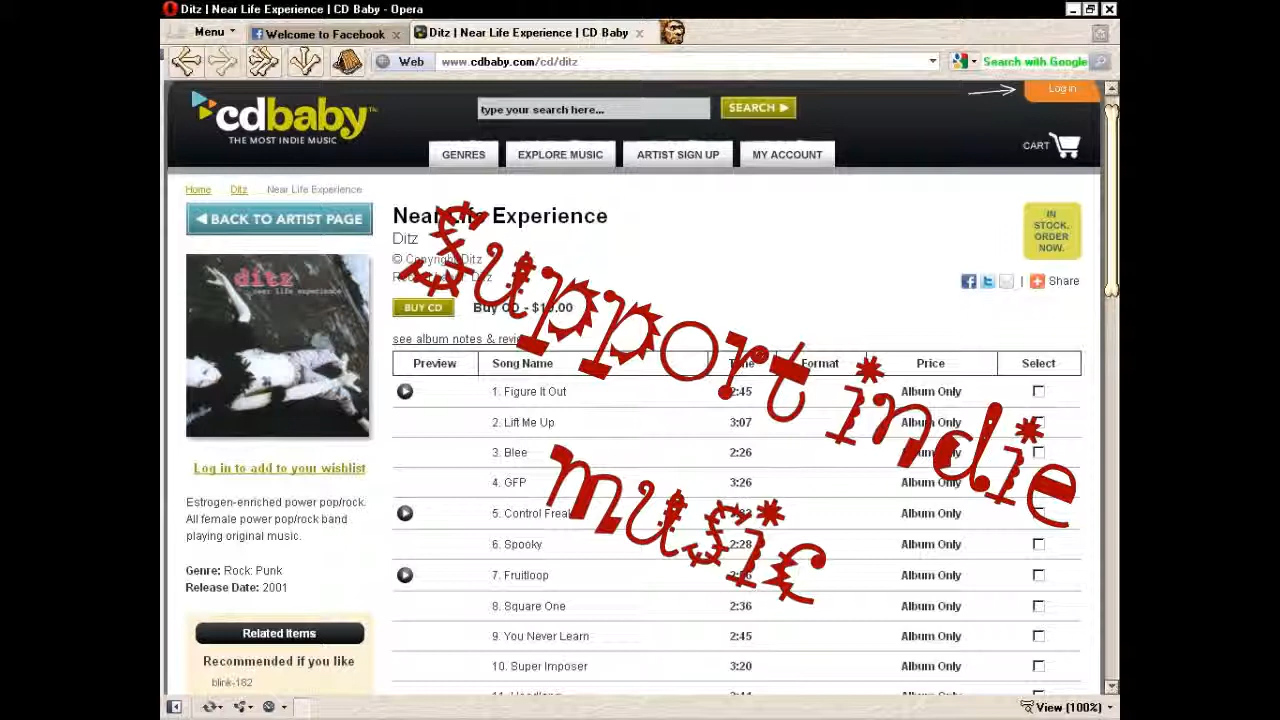 Ditz | Near Life Experience | CD Baby - Opera
Menu
Welcome to Facebook
Ditz | Near Life Experience | CD Baby
Web
www.cdbaby.com/cd/ditz
Search with Google
Log in
cdbaby
THE MOST INDIE MUSIC
type your search here...
SEARCH
CART
GENRES
EXPLORE MUSIC
ARTIST SIGN UP
MY ACCOUNT
Home Ditz Near Life Experience
BACK TO ARTIST PAGE
Near Life Experience
Ditz
© Copyright Ditz
IN STOCK. ORDER NOW.
| Share
BUY CD
Buy CD -
see album notes &
Support indie
music
ditz
near life experience
Preview Song Name Format Price Select
1. Figure It Out 2:45 Album Only
2. Lift Me Up 3:07 Album Only
3. Blee 2:26 Album Only
4. GFP 3:26 Album Only
5. Control Freak Album Only
6. Spooky 2:28 Album Only
7. Fruitloop Album Only
8. Square One 2:36 Album Only
9. You Never Learn 2:45 Album Only
10. Super Imposer 3:20 Album Only
Log in to add to your wishlist
Estrogen-enriched power pop/rock.
All female power pop/rock band
playing original music.
Genre: Rock: Punk
Release Date: 2001
Related Items
Recommended if you like
blink-182
View (100%)